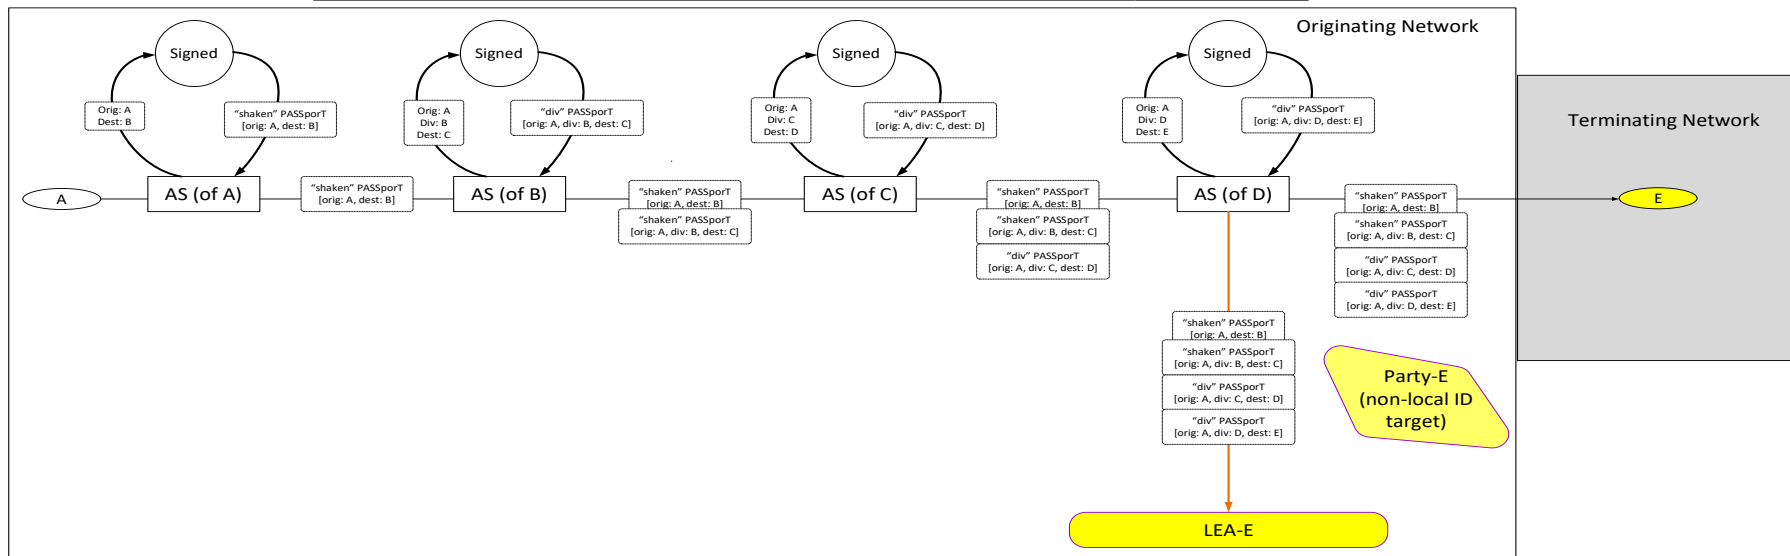 Originating Network
Signed
Signed
Signed
Signed
Orig: A
Dest: B
“shaken” PASSporT
[orig: A, dest: B]
Orig: A
Div: B
Dest: C
“div” PASSporT
[orig: A, div: B, dest: C]
Orig: A
Div: C
Dest: D
“div” PASSporT
[orig: A, div: C, dest: D]
Orig: A
Div: D
Dest: E
“div” PASSporT
[orig: A, div: D, dest: E]
Terminating Network
A
AS (of A)
“shaken” PASSporT
[orig: A, dest: B]
AS (of B)
“shaken” PASSporT
[orig: A, dest: B]
“shaken” PASSporT
[orig: A, div: B, dest: C]
AS (of C)
“shaken” PASSporT
[orig: A, dest: B]
“shaken” PASSporT
[orig: A, div: B, dest: C]
“div” PASSporT
[orig: A, div: C, dest: D]
AS (of D)
“shaken” PASSporT
[orig: A, dest: B]
“shaken” PASSporT
[orig: A, div: B, dest: C]
“div” PASSporT
[orig: A, div: C, dest: D]
“div” PASSporT
[orig: A, div: D, dest: E]
E
“shaken” PASSporT
[orig: A, dest: B]
“shaken” PASSporT
[orig: A, div: B, dest: C]
“div” PASSporT
[orig: A, div: C, dest: D]
“div” PASSporT
[orig: A, div: D, dest: E]
Party-E
(non-local ID
target)
LEA-E